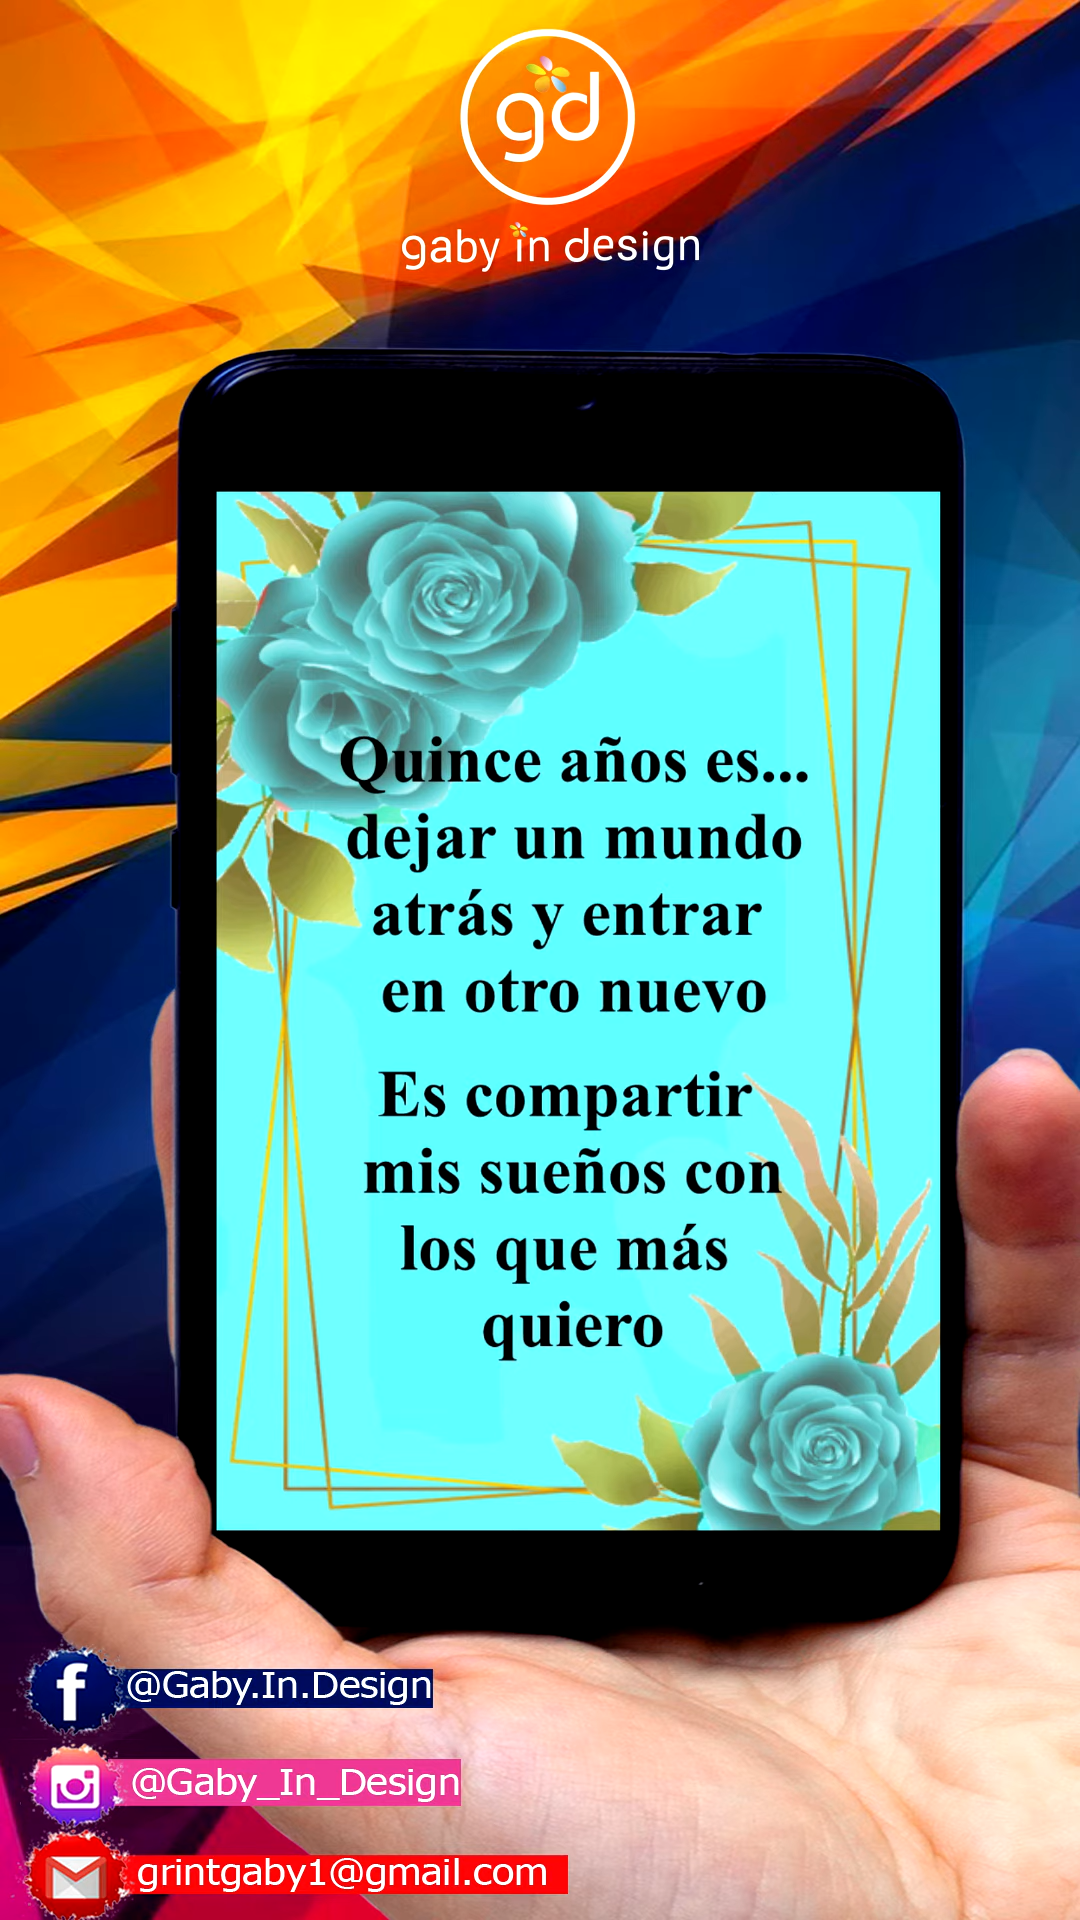 gd
gaby in design
Quince años es...
dejar un mundo
atrás y entrar
en otro nuevo
Es compartir
mis sueños con
los que más
quiero
@Gaby.In.Design
@Gaby_In_Design
grintgaby1@gmail.com